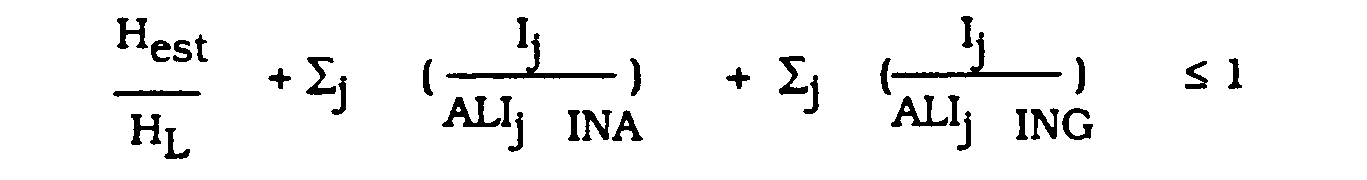 H_est / H_L + Σ_j ( I_j / ALI_j INA ) + Σ_j ( I_j / ALI_j ING ) ≤ 1